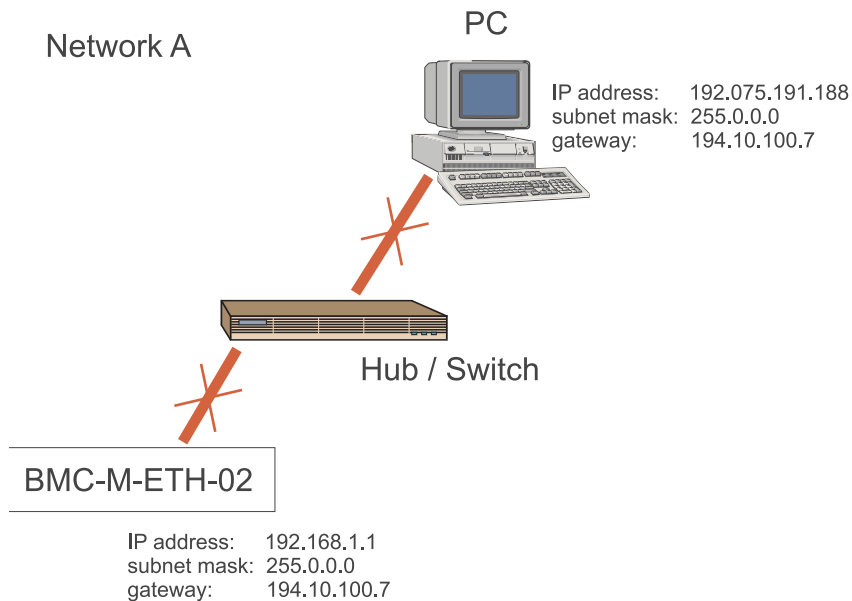 Network A
PC
IP address: 192.075.191.188
subnet mask: 255.0.0.0
gateway: 194.10.100.7
Hub / Switch
BMC-M-ETH-02
IP address: 192.168.1.1
subnet mask: 255.0.0.0
gateway: 194.10.100.7